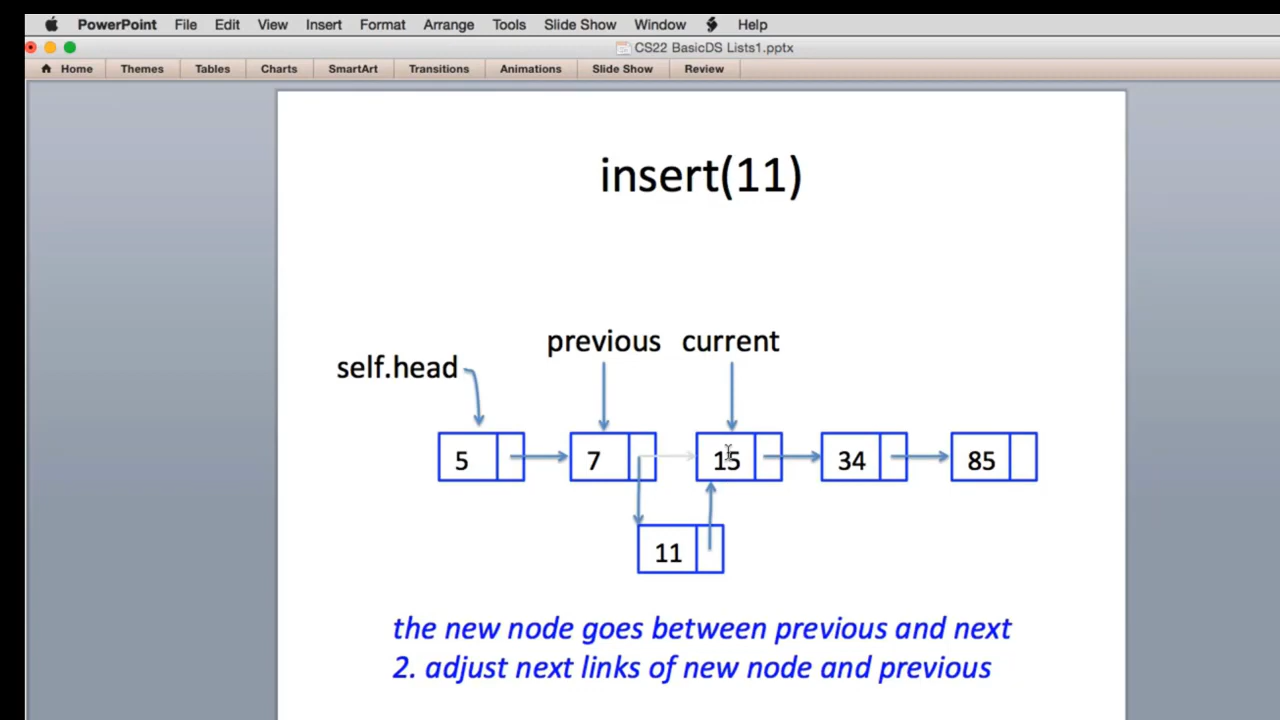 PowerPoint File Edit View Insert Format Arrange Tools Slide Show Window Help
CS22 BasicDS Lists1.pptx
Home Themes Tables Charts SmartArt Transitions Animations Slide Show Review
insert(11)
previous current
self.head
5 7 15 34 85
11
the new node goes between previous and next
2. adjust next links of new node and previous